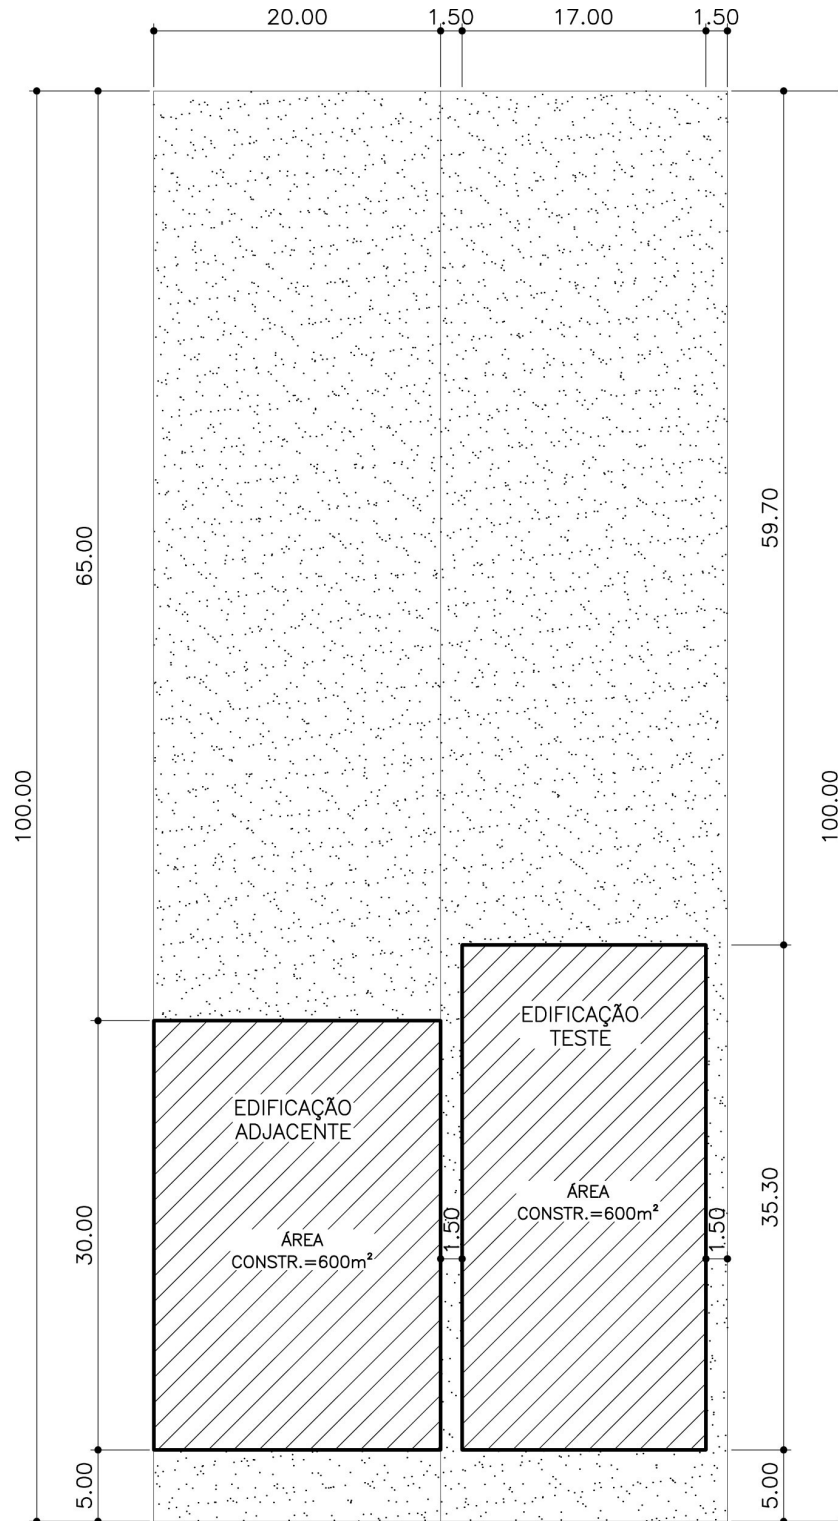 20.00
1.50
17.00
1.50
65.00
59.70
100.00
100.00
EDIFICAÇÃO
TESTE
EDIFICAÇÃO
ADJACENTE
ÁREA
CONSTR.=600m²
ÁREA
CONSTR.=600m²
30.00
1.50
1.50
35.30
5.00
5.00